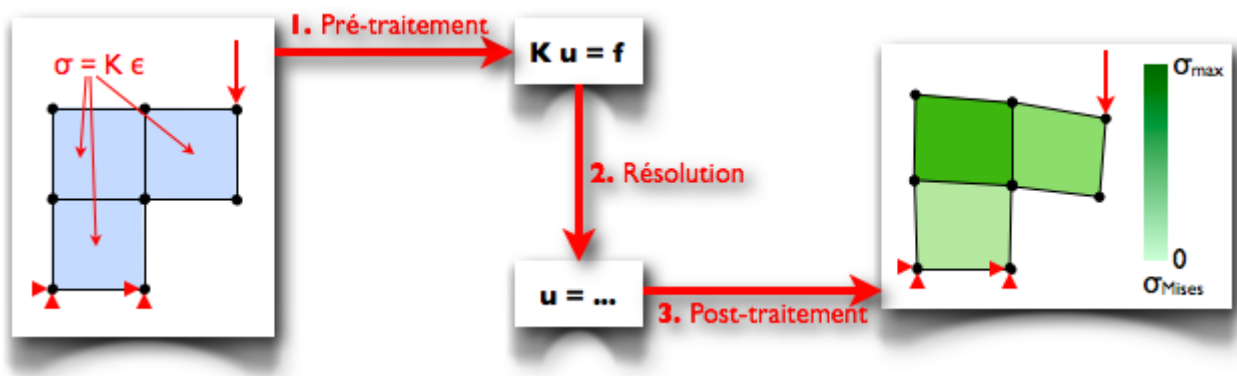 1. Pré-traitement
σ = K ϵ
K u = f
2. Résolution
u = ...
3. Post-traitement
σmax
0
σMises